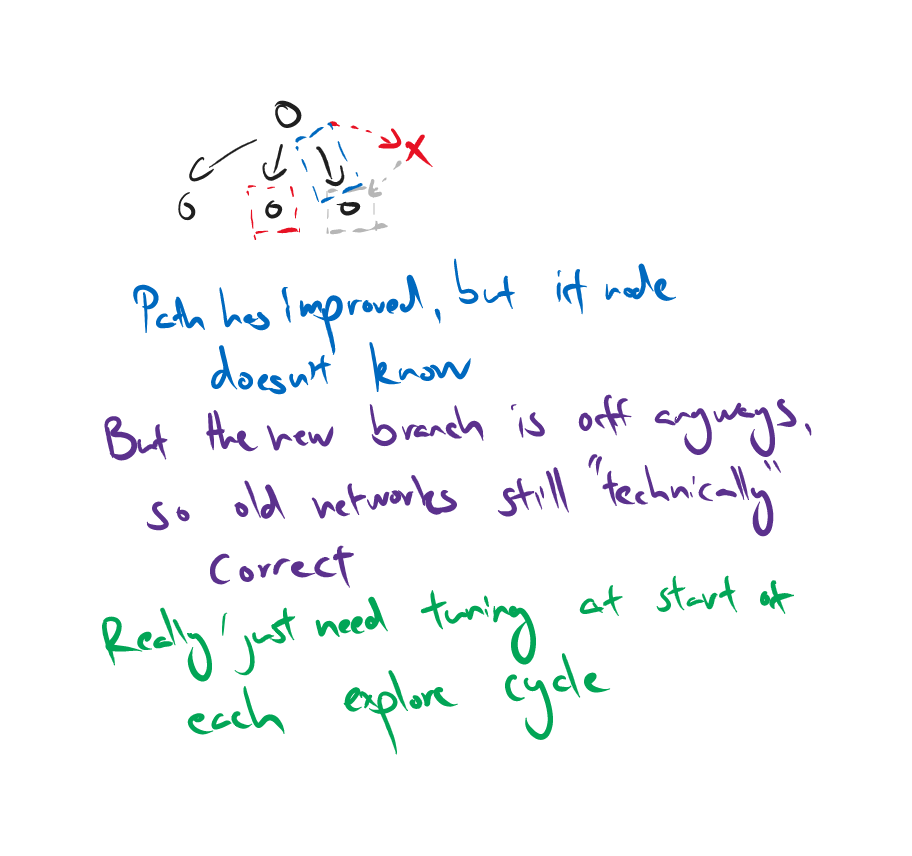 Path has improved, but irf node
doesn't know
But the new branch is off anyways,
so old networks still "technically"
correct
Really just need tuning at start of
each explore cycle